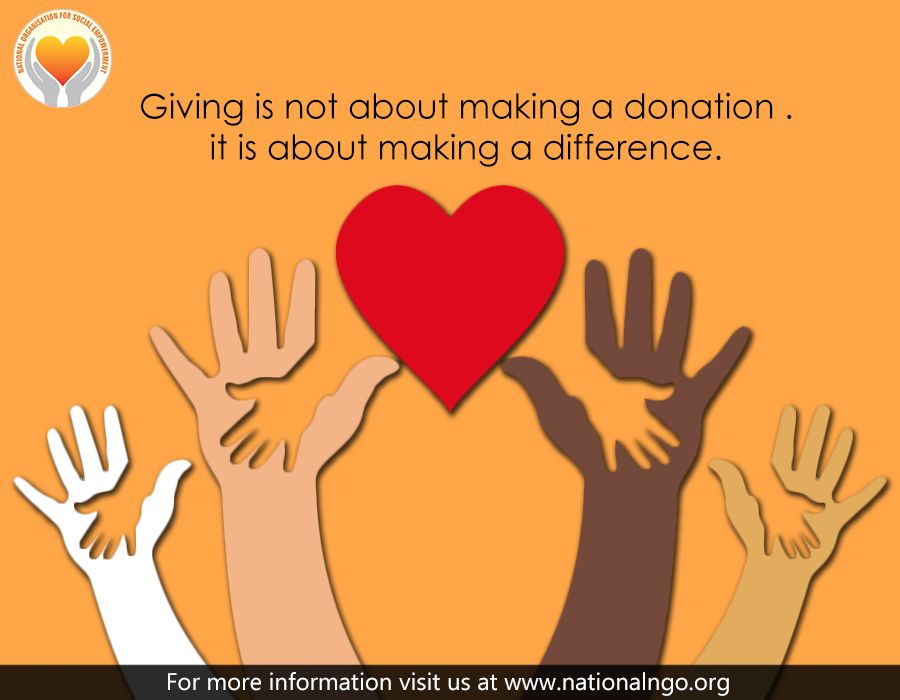 NATIONAL ORGANISATION FOR SOCIAL EMPOWERMENT
Giving is not about making a donation .
it is about making a difference.
For more information visit us at www.nationalngo.org